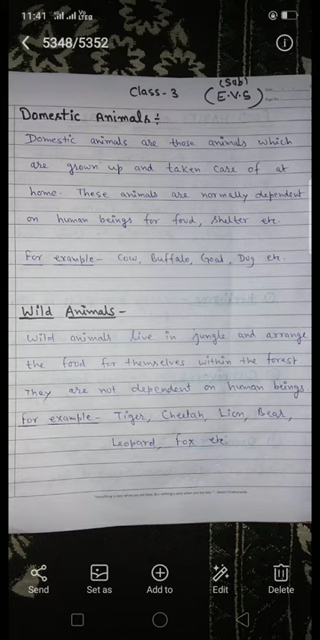 11:41
5348/5352
Class-3
(Sub)
(E.V.S)
Domestic Animals:
Domestic animals are those animals which
are grown up and taken care of at
home. These animals are normally dependent
on human beings for food, shelter etc.
For example- Cow, Buffalo, Goat, Dog etc.
Wild Animals-
Wild animals live in jungle and arrange
the food for themselves within the forest
They are not dependent on human beings
For example- Tiger, Cheetah, Lion, Bear,
Leopard, Fox etc
Send
Set as
Add to
Edit
Delete